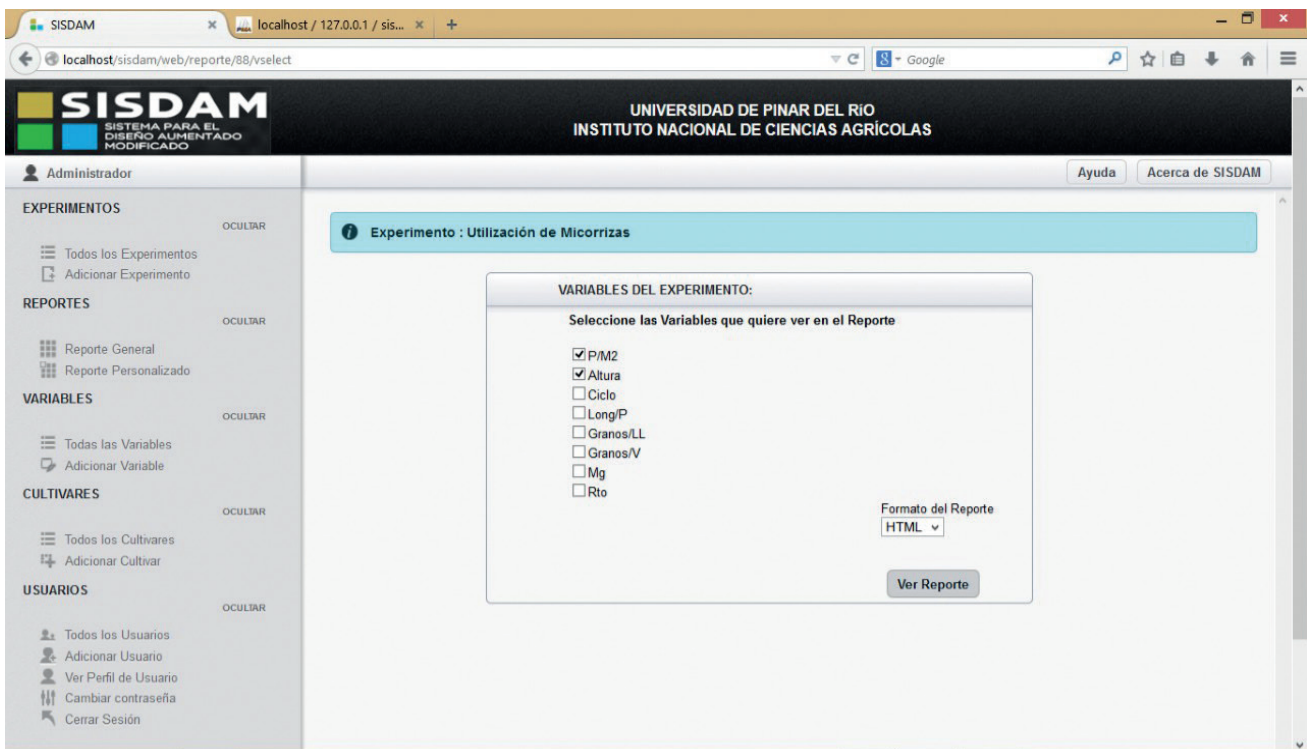 SISDAM
localhost / 127.0.0.1 / sis...
localhost/sisdam/web/reporte/88/vselect
8 Google
SISDAM
SISTEMA PARA EL
DISEÑO AUMENTADO
MODIFICADO
UNIVERSIDAD DE PINAR DEL RíO
INSTITUTO NACIONAL DE CIENCIAS AGRÍCOLAS
Administrador
Ayuda
Acerca de SISDAM
EXPERIMENTOS
OCULTAR
Todos los Experimentos
Adicionar Experimento
REPORTES
OCULTAR
Reporte General
Reporte Personalizado
VARIABLES
OCULTAR
Todas las Variables
Adicionar Variable
CULTIVARES
OCULTAR
Todos los Cultivares
Adicionar Cultivar
USUARIOS
OCULTAR
Todos los Usuarios
Adicionar Usuario
Ver Perfil de Usuario
Cambiar contraseña
Cerrar Sesión
Experimento : Utilización de Micorrizas
VARIABLES DEL EXPERIMENTO:
Seleccione las Variables que quiere ver en el Reporte
P/M2
Altura
Ciclo
Long/P
Granos/LL
Granos/V
Mg
Rto
Formato del Reporte
HTML
Ver Reporte